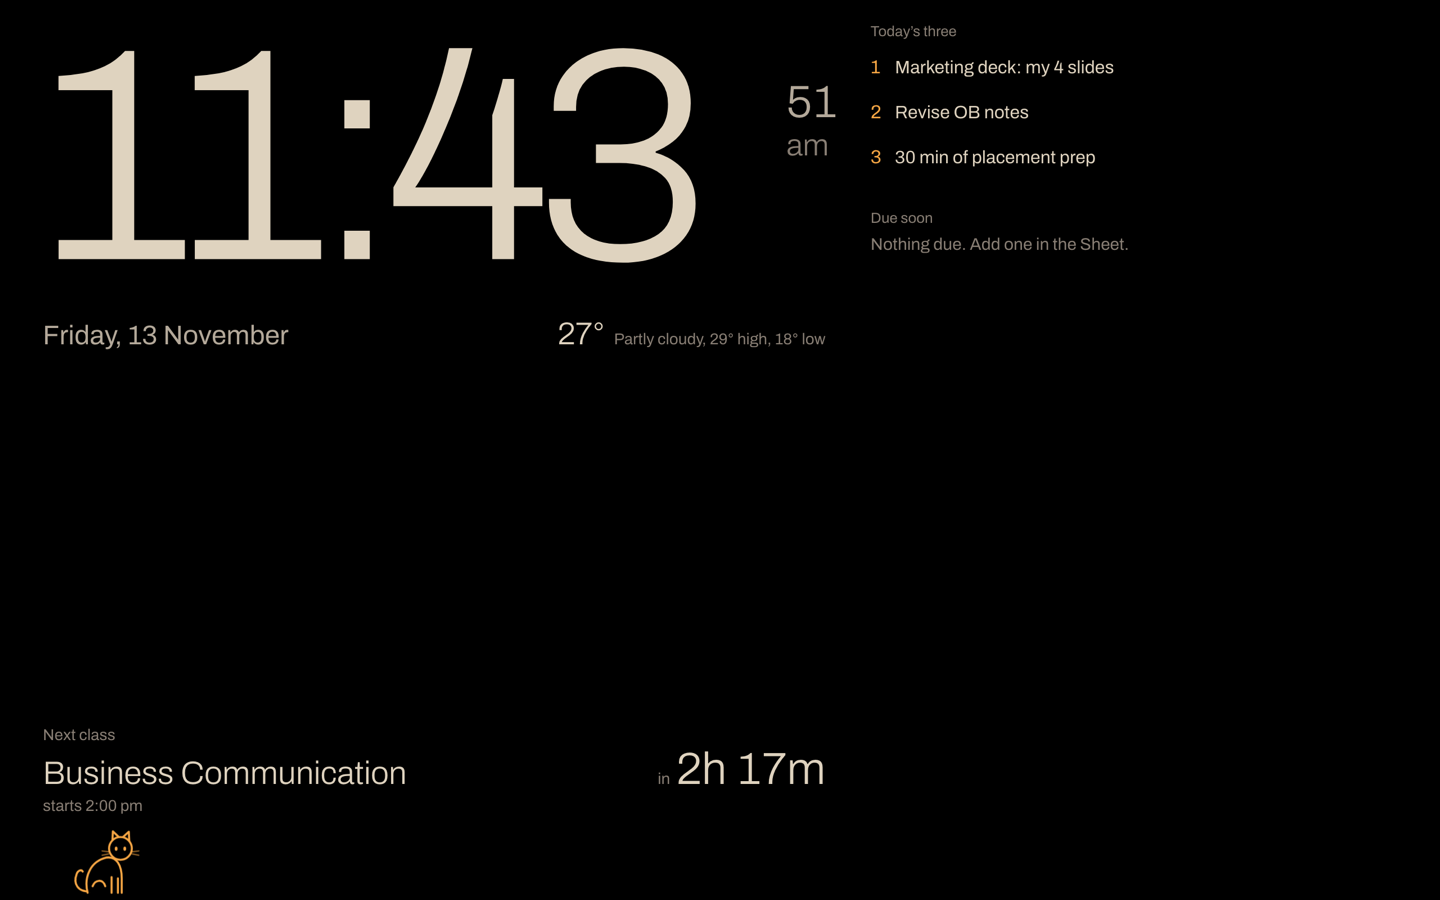 11:43
51
am
Friday, 13 November
27° Partly cloudy, 29° high, 18° low
Next class
Business Communication
starts 2:00 pm
in 2h 17m
Today’s three
1 Marketing deck: my 4 slides
2 Revise OB notes
3 30 min of placement prep
Due soon
Nothing due. Add one in the Sheet.